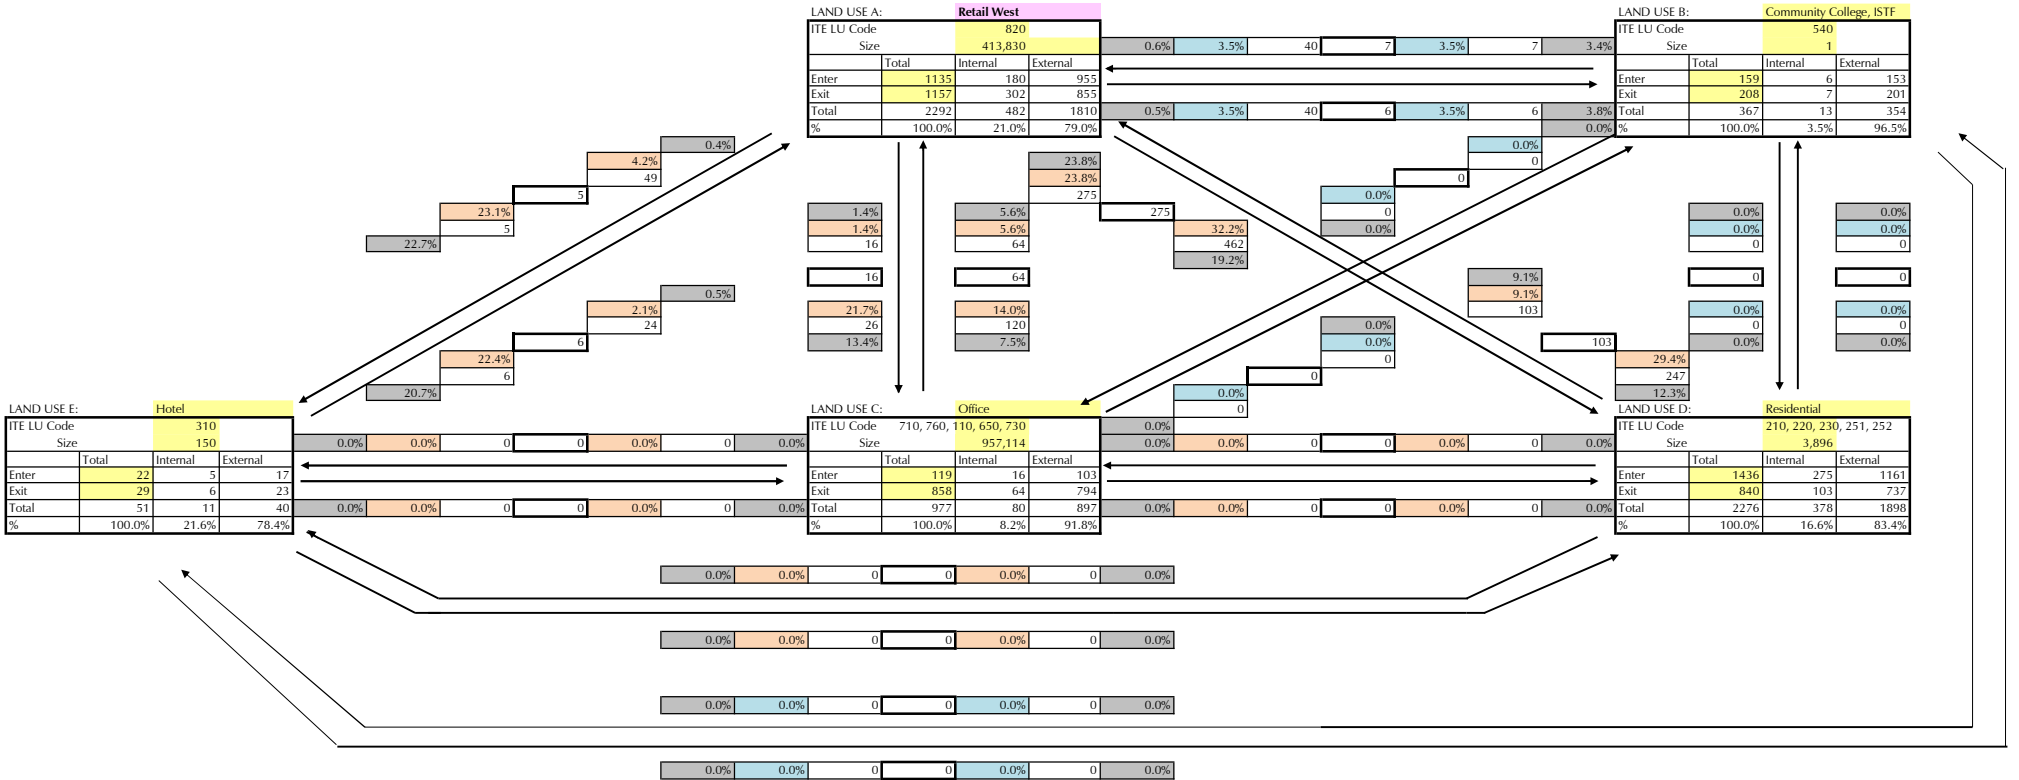 LAND USE A: Retail West LAND USE B: Community College, ISTF
ITE LU Code 820 ITE LU Code 540
Size 413,830 0.6% 3.5% 40 7 3.5% 7 3.4% Size 1
Total Internal External Total Internal External
Enter 1135 180 955 Enter 159 6 153
Exit 1157 302 855 Exit 208 7 201
Total 2292 482 1810 0.5% 3.5% 40 6 3.5% 6 3.8% Total 367 13 354
% 100.0% 21.0% 79.0% 0.0% % 100.0% 3.5% 96.5%
0.4% 0.0%
4.2% 23.8% 0
49 23.8% 0
5 275 0.0%
23.1% 1.4% 5.6% 275 0 0.0% 0.0%
5 1.4% 5.6% 32.2% 0.0% 0.0% 0.0%
22.7% 16 64 462 0 0
19.2%
16 64 9.1% 0 0
0.5% 9.1%
2.1% 21.7% 14.0% 103 0.0% 0.0%
24 26 120 0.0% 0 0
6 13.4% 7.5% 0.0% 103 0.0% 0.0%
22.4% 0 29.4%
6 0 247
20.7% 0.0% 12.3%
LAND USE E: Hotel LAND USE C: Office 0 LAND USE D: Residential
ITE LU Code 310 ITE LU Code 710, 760, 110, 650, 730 0.0% ITE LU Code 210, 220, 230, 251, 252
Size 150 0.0% 0.0% 0 0 0.0% 0 0.0% Size 957,114 0.0% 0.0% 0 0 0.0% 0 0.0% Size 3,896
Total Internal External Total Internal External Total Internal External
Enter 22 5 17 Enter 119 16 103 Enter 1436 275 1161
Exit 29 6 23 Exit 858 64 794 Exit 840 103 737
Total 51 11 40 0.0% 0.0% 0 0 0.0% 0 0.0% Total 977 80 897 0.0% 0.0% 0 0 0.0% 0 0.0% Total 2276 378 1898
% 100.0% 21.6% 78.4% % 100.0% 8.2% 91.8% % 100.0% 16.6% 83.4%
0.0% 0.0% 0 0 0.0% 0 0.0%
0.0% 0.0% 0 0 0.0% 0 0.0%
0.0% 0.0% 0 0 0.0% 0 0.0%
0.0% 0.0% 0 0 0.0% 0 0.0%